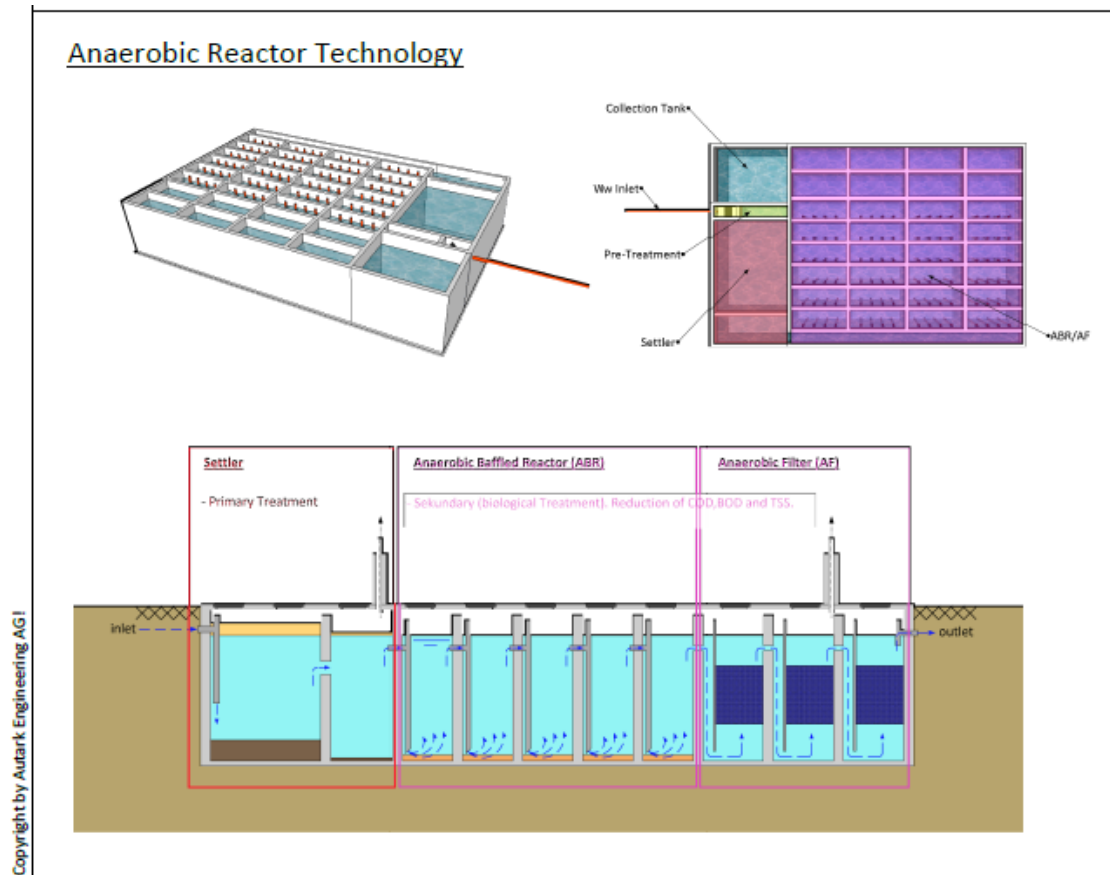 Anaerobic Reactor Technology
Collection Tank
Ww Inlet
Pre-Treatment
Settler
ABR/AF
Settler
- Primary Treatment
Anaerobic Baffled Reactor (ABR)
Anaerobic Filter (AF)
- Sekundary (biological Treatment). Reduction of COD,BOD and TSS.
inlet
outlet
Copyright by Autark Engineering AG!